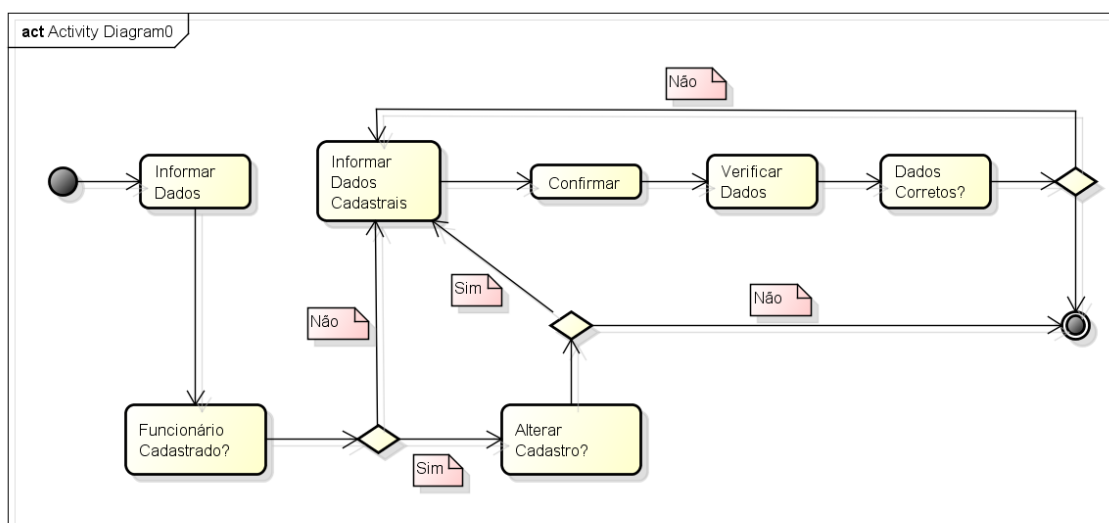 act Activity Diagram0
Não
Informar
Dados
Informar
Dados
Cadastrais
Confirmar
Verificar
Dados
Dados
Corretos?
Sim
Não
Não
Funcionário
Cadastrado?
Sim
Alterar
Cadastro?